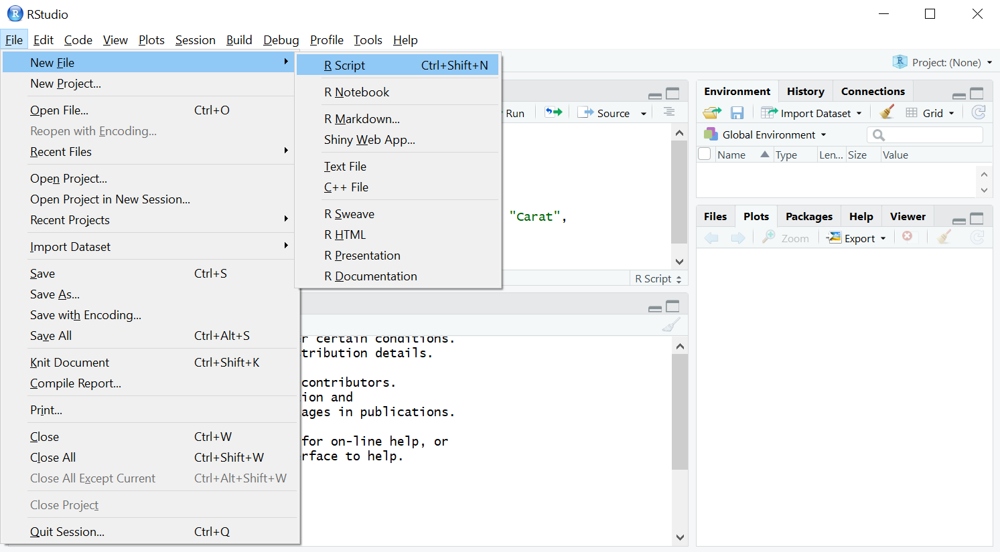 RStudio
File Edit Code View Plots Session Build Debug Profile Tools Help
New File
New Project...
Open File... Ctrl+O
Reopen with Encoding...
Recent Files
Open Project...
Open Project in New Session...
Recent Projects
Import Dataset
Save Ctrl+S
Save As...
Save with Encoding...
Save All Ctrl+Alt+S
Knit Document Ctrl+Shift+K
Compile Report...
Print...
Close Ctrl+W
Close All Ctrl+Shift+W
Close All Except Current Ctrl+Alt+Shift+W
Close Project
Quit Session... Ctrl+Q
R Script Ctrl+Shift+N
R Notebook
R Markdown...
Shiny Web App...
Text File
C++ File
R Sweave
R HTML
R Presentation
R Documentation
Run Source
"Carat",
R Script
r certain conditions.
tribution details.
contributors.
ion and
ages in publications.
for on-line help, or
rface to help.
R Project: (None)
Environment History Connections
Import Dataset Grid
Global Environment
Name Type Len... Size Value
Files Plots Packages Help Viewer
Zoom Export